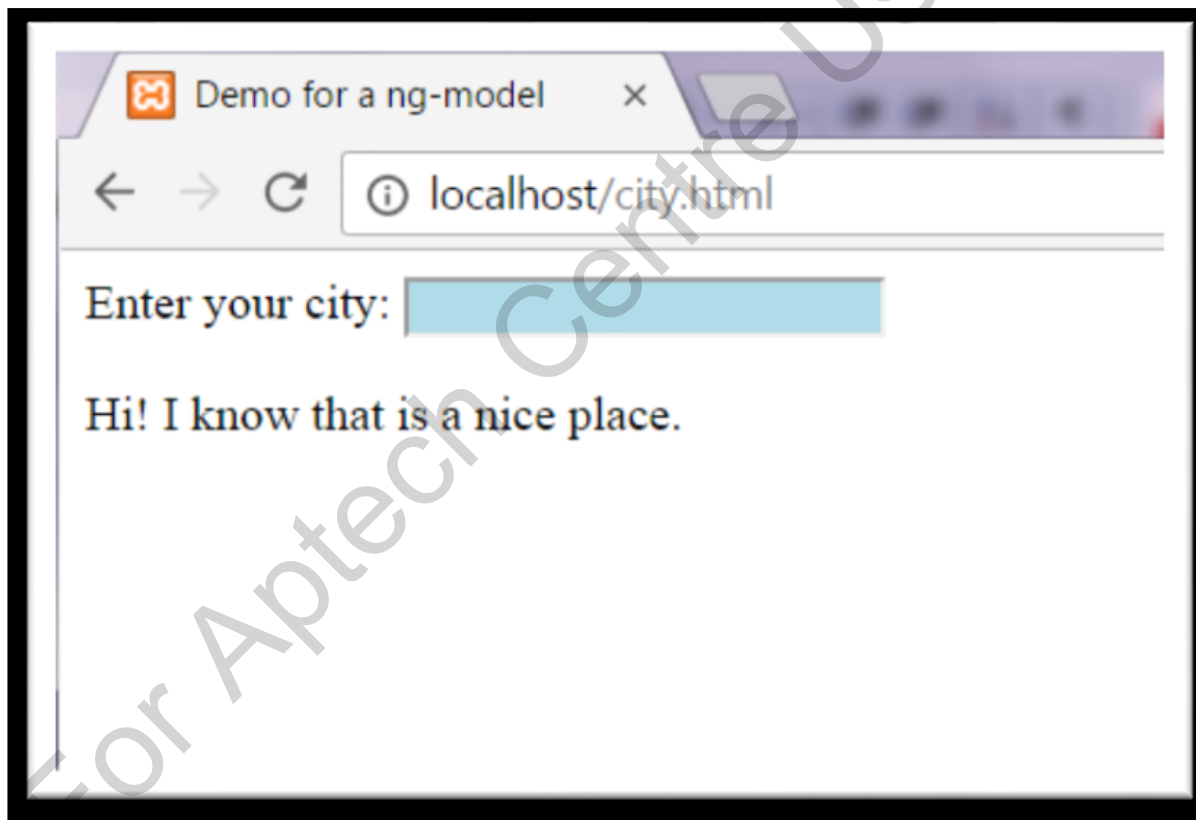 Demo for a ng-model
localhost/city.html
Enter your city:
Hi! I know that is a nice place.
For Aptech Centre